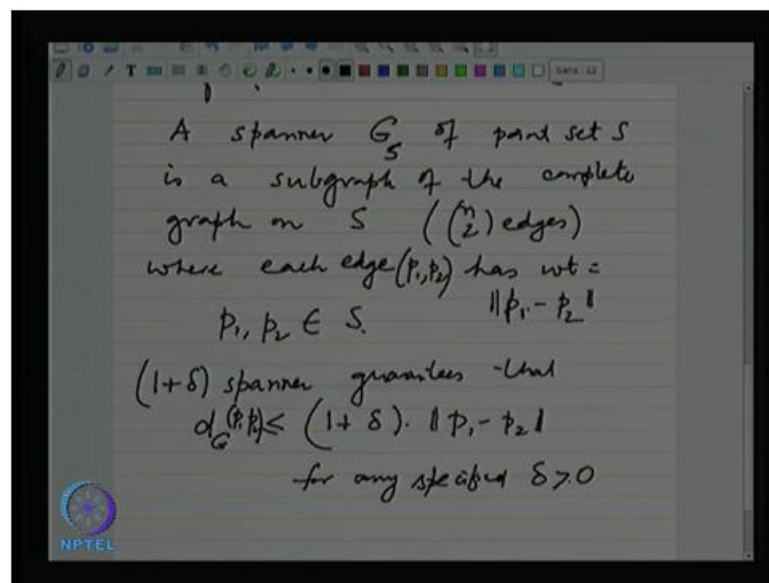 Sans 12
A spanner G_S of point set S
is a subgraph of the complete
graph on S ((n 2) edges)
where each edge (p₁,p₂) has wt =
p₁, p₂ ∈ S. ||p₁ - p₂||
(1+δ) spanner guarantees that
d_G(p₁,p₂) ≤ (1+δ). ||p₁ - p₂||
for any specified δ>0
NPTEL